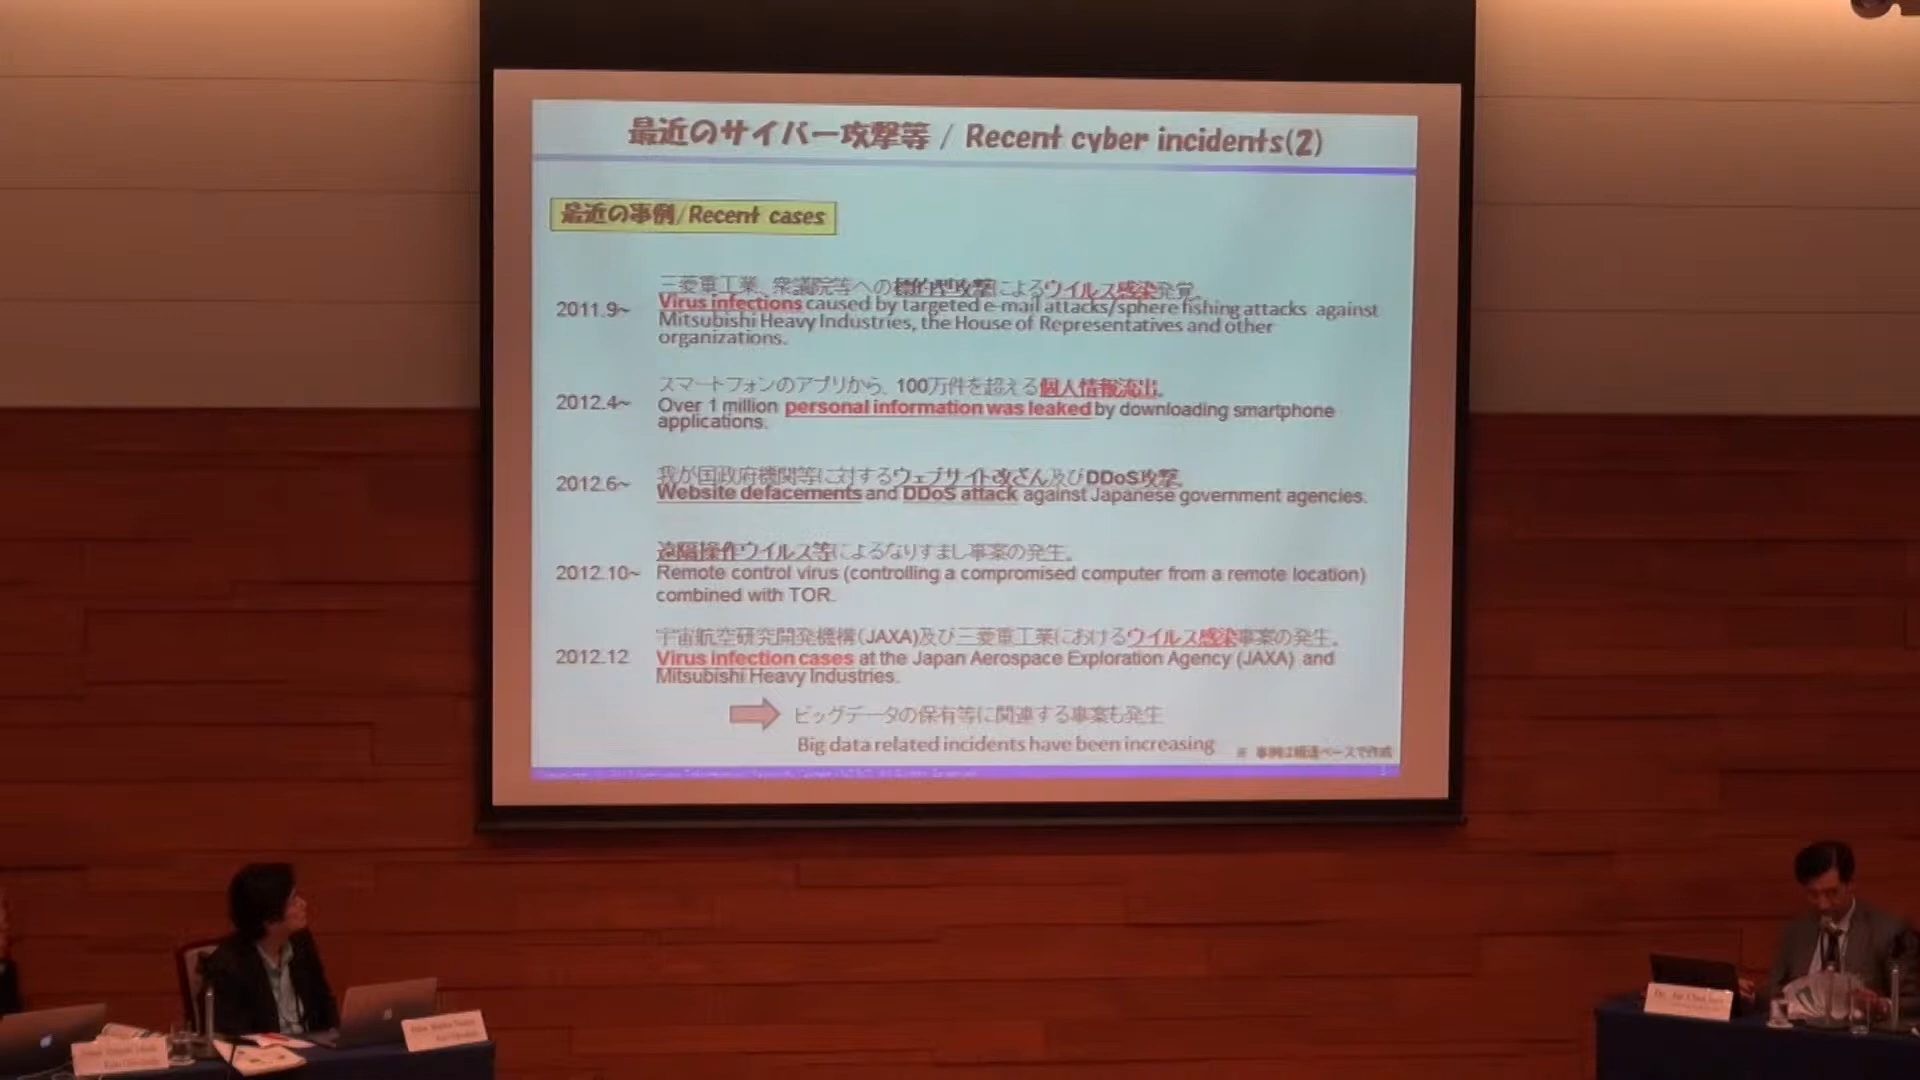 最近のサイバー攻撃等 / Recent cyber incidents(2)
最近の事例/Recent cases
三菱重工業、衆議院等への標的型攻撃によるウイルス感染発覚。
2011.9~
Virus infections caused by targeted e-mail attacks/sphere fishing attacks against
Mitsubishi Heavy Industries, the House of Representatives and other
organizations.
スマートフォンのアプリから、100万件を超える個人情報流出。
2012.4~
Over 1 million personal information was leaked by downloading smartphone
applications.
我が国政府機関等に対するウェブサイト改ざん及びDDoS攻撃。
2012.6~
Website defacements and DDoS attack against Japanese government agencies.
遠隔操作ウイルス等によるなりすまし事案の発生。
2012.10~
Remote control virus (controlling a compromised computer from a remote location)
combined with TOR.
宇宙航空研究開発機構(JAXA)及び三菱重工業におけるウイルス感染事案の発生。
2012.12
Virus infection cases at the Japan Aerospace Exploration Agency (JAXA) and
Mitsubishi Heavy Industries.
ビッグデータの保有等に関連する事案も発生
Big data related incidents have been increasing
※ 事例は報道ベースで作成